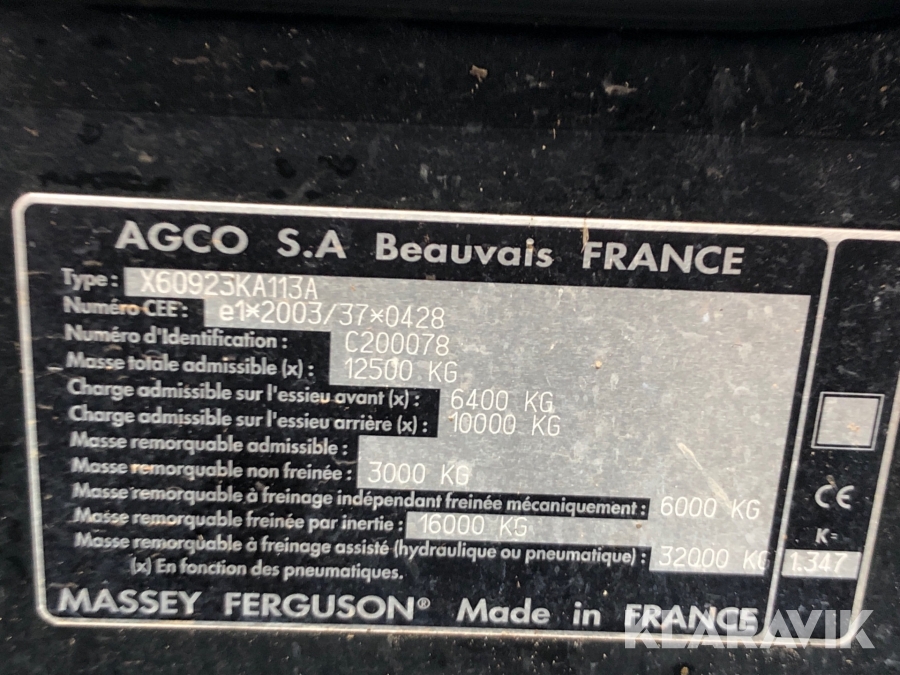 AGCO S.A Beauvais FRANCE
Type : X60923KA113A
Numéro CEE : e1*2003/37*0428
Numéro d'Identification : C200078
Masse totale admissible (x) : 12500 KG
Charge admissible sur l'essieu avant (x) : 6400 KG
Charge admissible sur l'essieu arrière (x) : 10000 KG
Masse remorquable admissible :
Masse remorquable non freinée : 3000 KG
Masse remorquable à freinage indépendant freinée mécaniquement : 6000 KG
Masse remorquable freinée par inertie : 16000 KG
Masse remorquable à freinage assisté (hydraulique ou pneumatique) : 32000 KG
(x) En fonction des pneumatiques.
MASSEY FERGUSON® Made in FRANCE
CE
K=
1.347
KLARAVIK